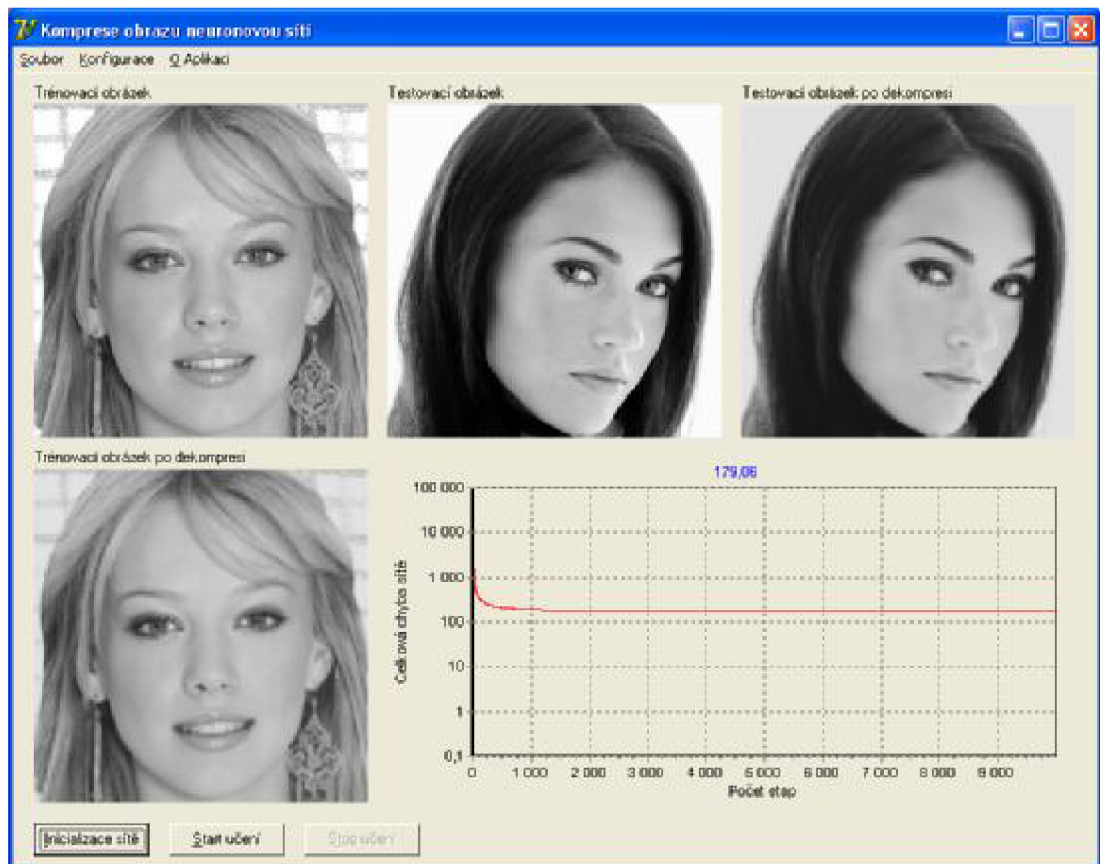 Komprese obrazu neuronovou sítí
Soubor Konfigurace O Aplikaci
Trénovací obrázek
Testovací obrázek
Testovací obrázek po dekompresi
Trénovací obrázek po dekompresi
179,06
Celková chyba sítě
100 000
10 000
1 000
100
10
1
0,1
0 1 000 2 000 3 000 4 000 5 000 6 000 7 000 8 000 9 000
Počet etap
Inicializace sítě Start učení Stop učení